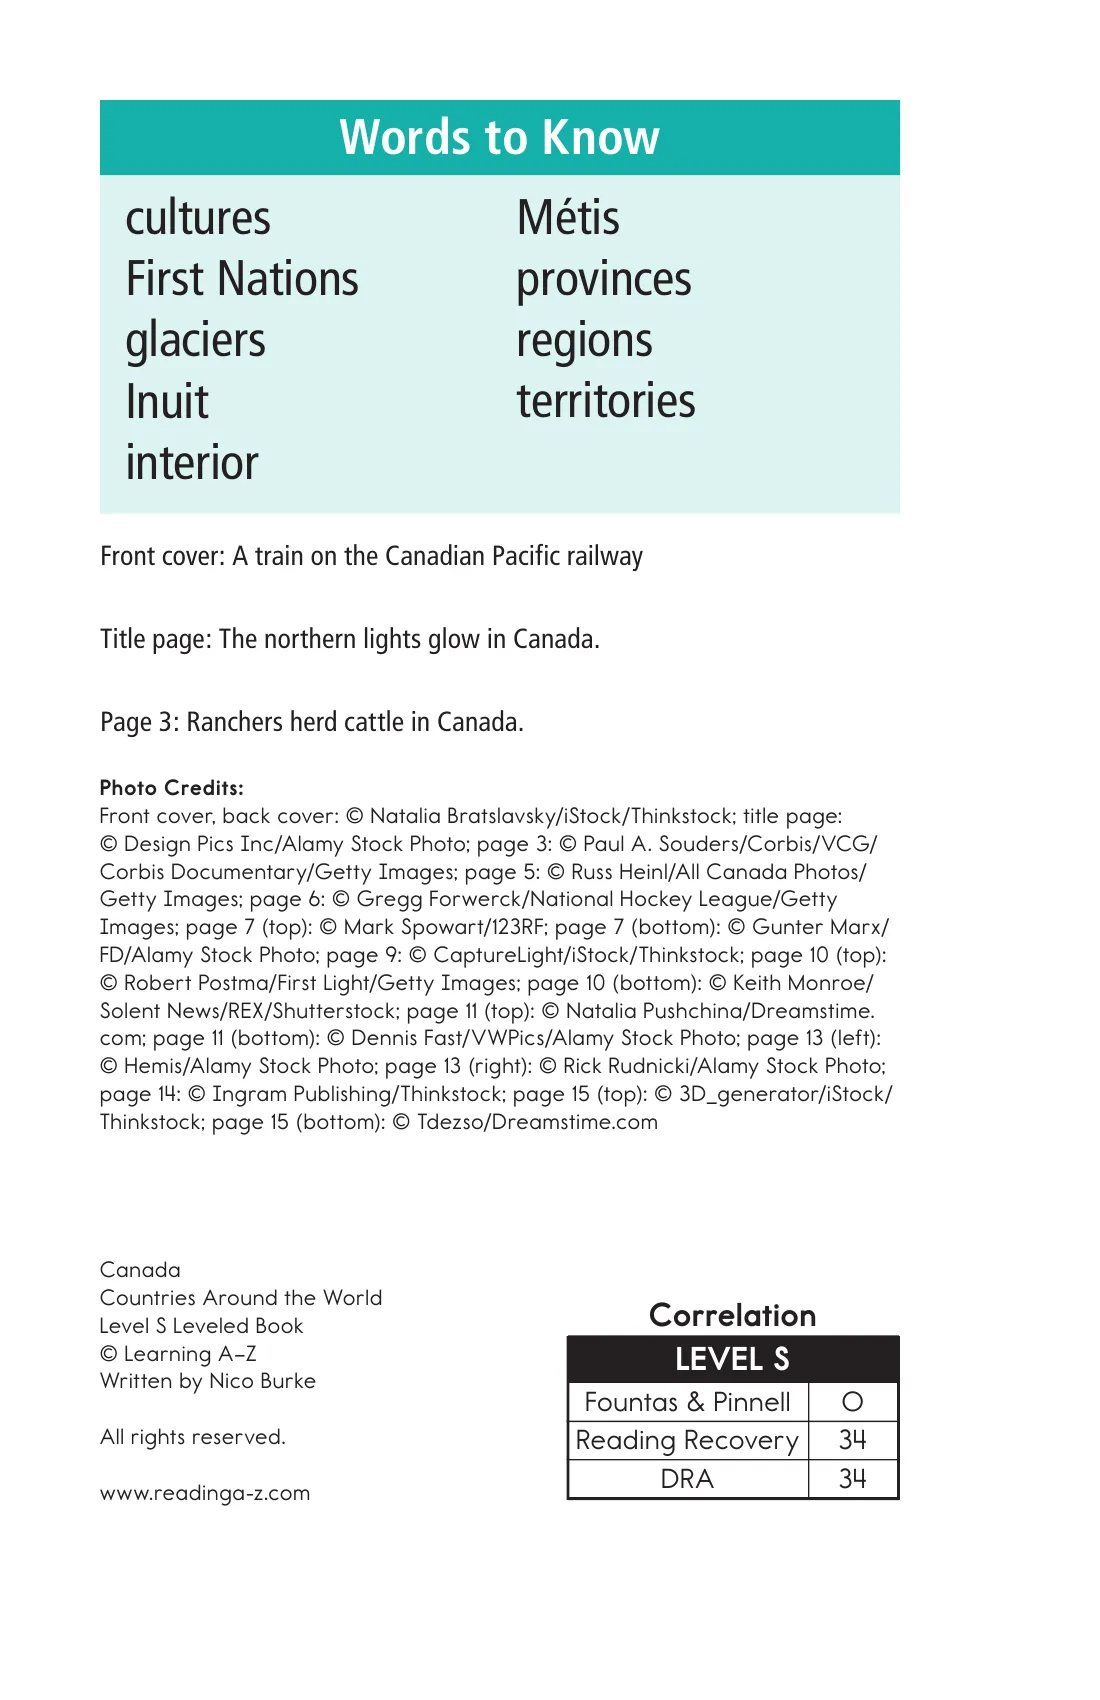 Words to Know
cultures
First Nations
glaciers
Inuit
interior
Métis
provinces
regions
territories
Front cover: A train on the Canadian Pacific railway
Title page: The northern lights glow in Canada.
Page 3: Ranchers herd cattle in Canada.
Photo Credits:
Front cover, back cover: © Natalia Bratslavsky/iStock/Thinkstock; title page:
© Design Pics Inc/Alamy Stock Photo; page 3: © Paul A. Souders/Corbis/VCG/
Corbis Documentary/Getty Images; page 5: © Russ Heinl/All Canada Photos/
Getty Images; page 6: © Gregg Forwerck/National Hockey League/Getty
Images; page 7 (top): © Mark Spowart/123RF; page 7 (bottom): © Gunter Marx/
FD/Alamy Stock Photo; page 9: © CaptureLight/iStock/Thinkstock; page 10 (top):
© Robert Postma/First Light/Getty Images; page 10 (bottom): © Keith Monroe/
Solent News/REX/Shutterstock; page 11 (top): © Natalia Pushchina/Dreamstime.
com; page 11 (bottom): © Dennis Fast/VWPics/Alamy Stock Photo; page 13 (left):
© Hemis/Alamy Stock Photo; page 13 (right): © Rick Rudnicki/Alamy Stock Photo;
page 14: © Ingram Publishing/Thinkstock; page 15 (top): © 3D_generator/iStock/
Thinkstock; page 15 (bottom): © Tdezso/Dreamstime.com
Canada
Countries Around the World
Level S Leveled Book
© Learning A–Z
Written by Nico Burke
All rights reserved.
www.readinga-z.com
Correlation
LEVEL S
Fountas & Pinnell O
Reading Recovery 34
DRA 34